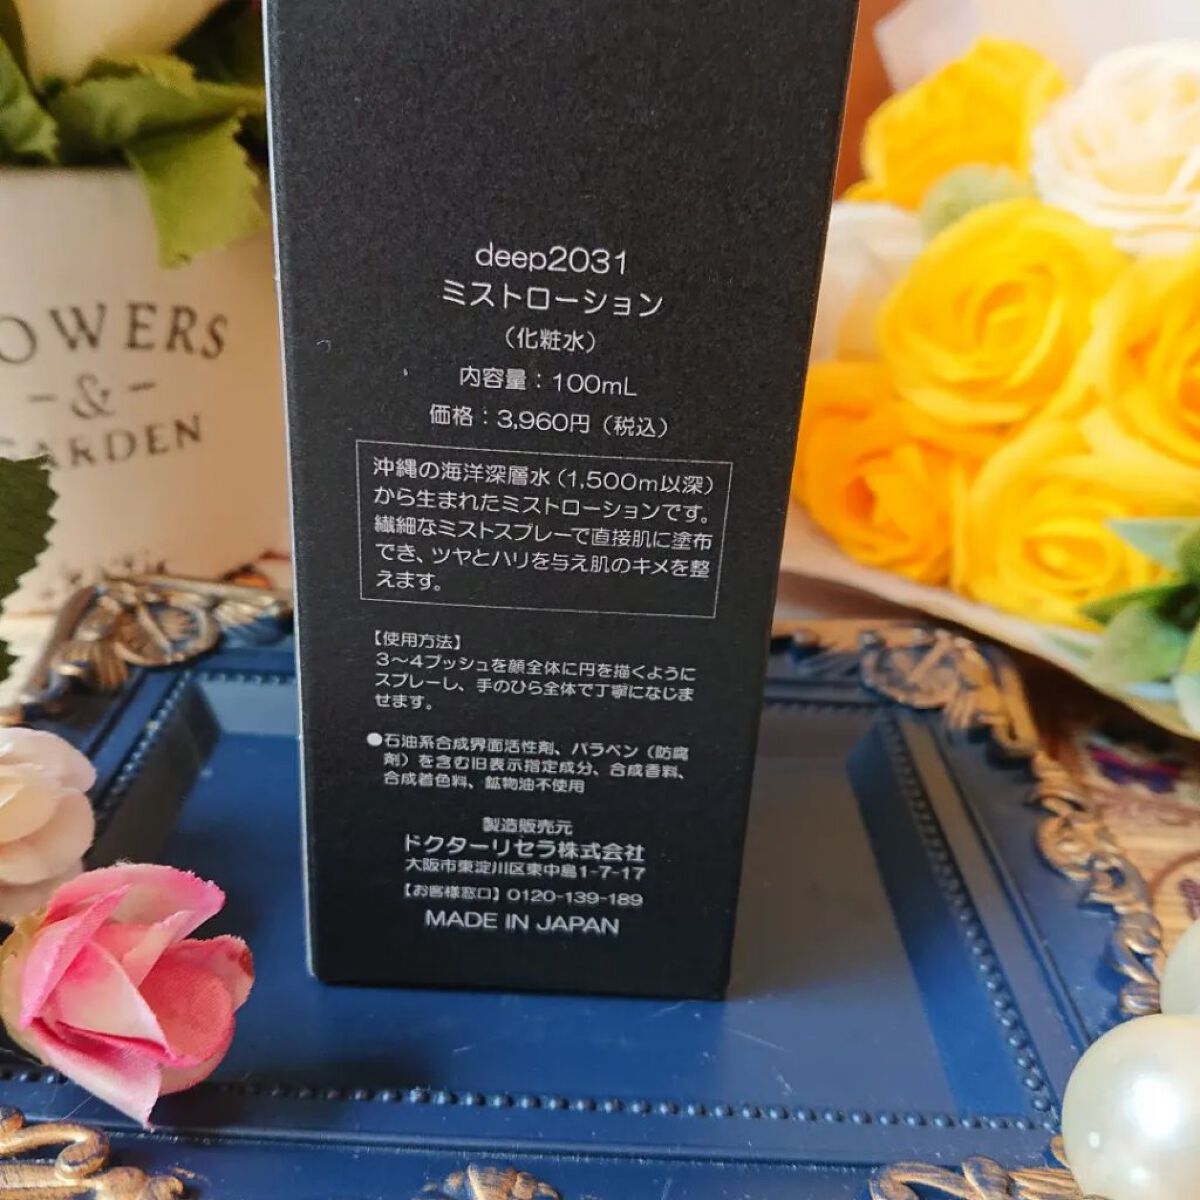 OWERS
-&-
GARDEN
deep2031
ミストローション
（化粧水）
内容量：100mL
価格：3,960円（税込）
沖縄の海洋深層水（1,500m以深）
から生まれたミストローションです。
繊細なミストスプレーで直接肌に塗布
でき、ツヤとハリを与え肌のキメを整
えます。
【使用方法】
3〜4プッシュを顔全体に円を描くように
スプレーし、手のひら全体で丁寧になじま
せます。
●石油系合成界面活性剤、パラベン（防腐
剤）を含む旧表示指定成分、合成香料、
合成着色料、鉱物油不使用
製造販売元
ドクターリセラ株式会社
大阪市東淀川区東中島1-7-17
【お客様窓口】0120-139-189
MADE IN JAPAN